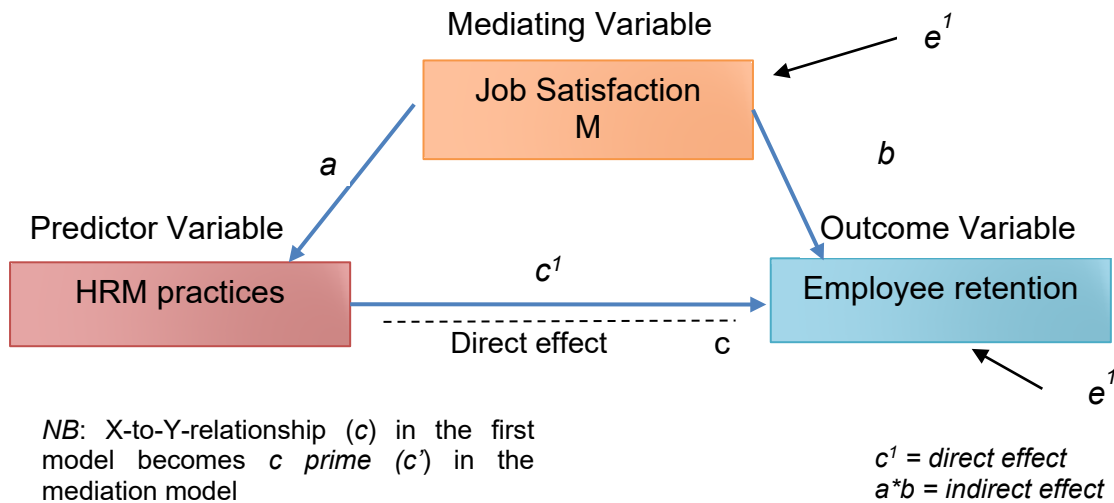 Mediating Variable
e¹
Job Satisfaction
M
a
b
Predictor Variable
Outcome Variable
HRM practices
c¹
Employee retention
Direct effect
c
e¹
NB: X-to-Y-relationship (c) in the first
model becomes c prime (c') in the
mediation model
c¹ = direct effect
a*b = indirect effect